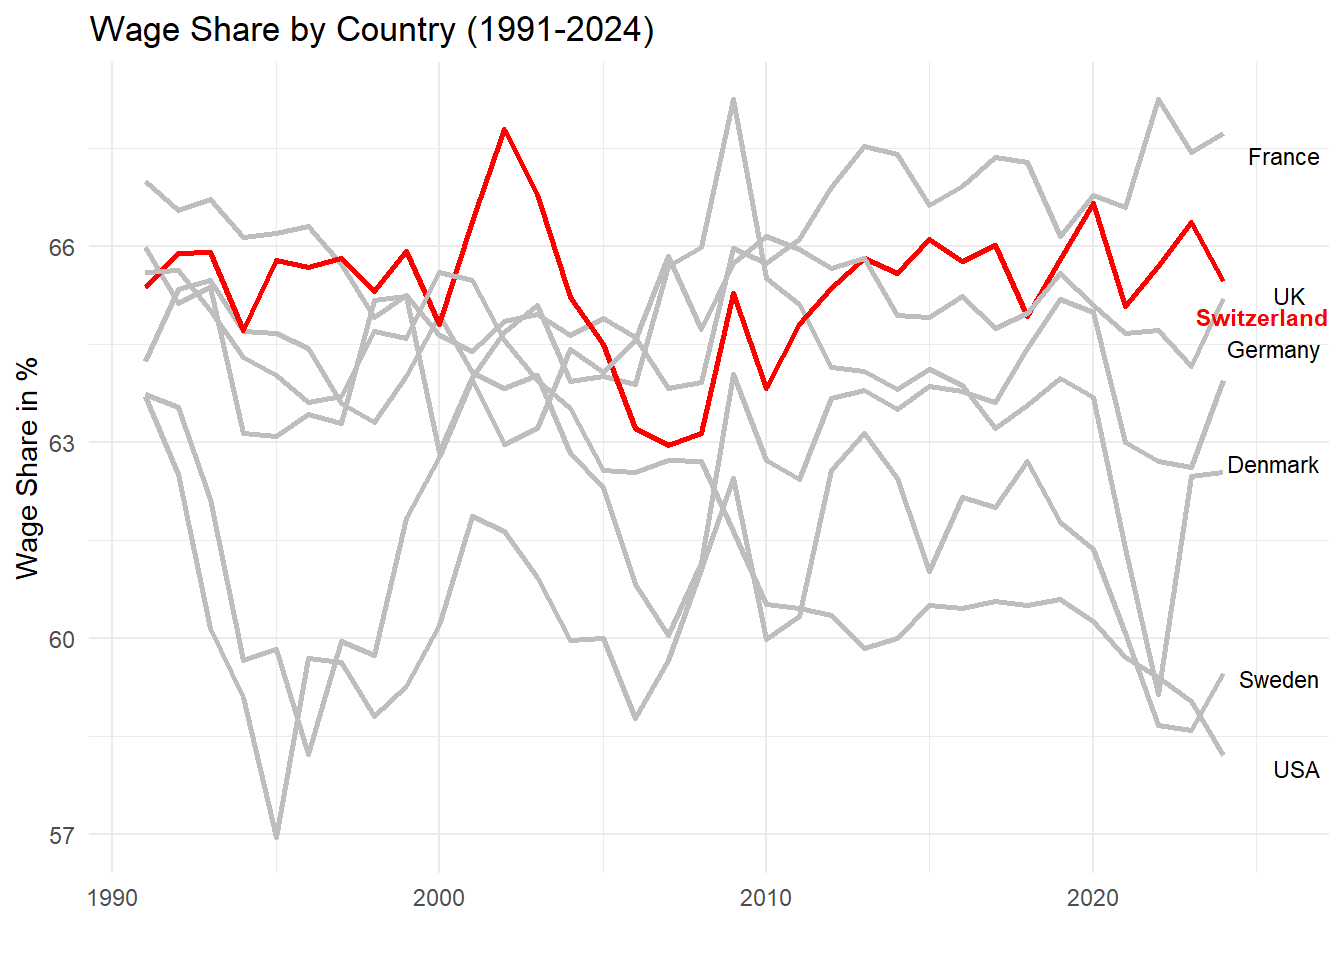 Wage Share by Country (1991-2024)
Wage Share in %
66
63
60
57
1990
2000
2010
2020
France
UK
Switzerland
Germany
Denmark
Sweden
USA